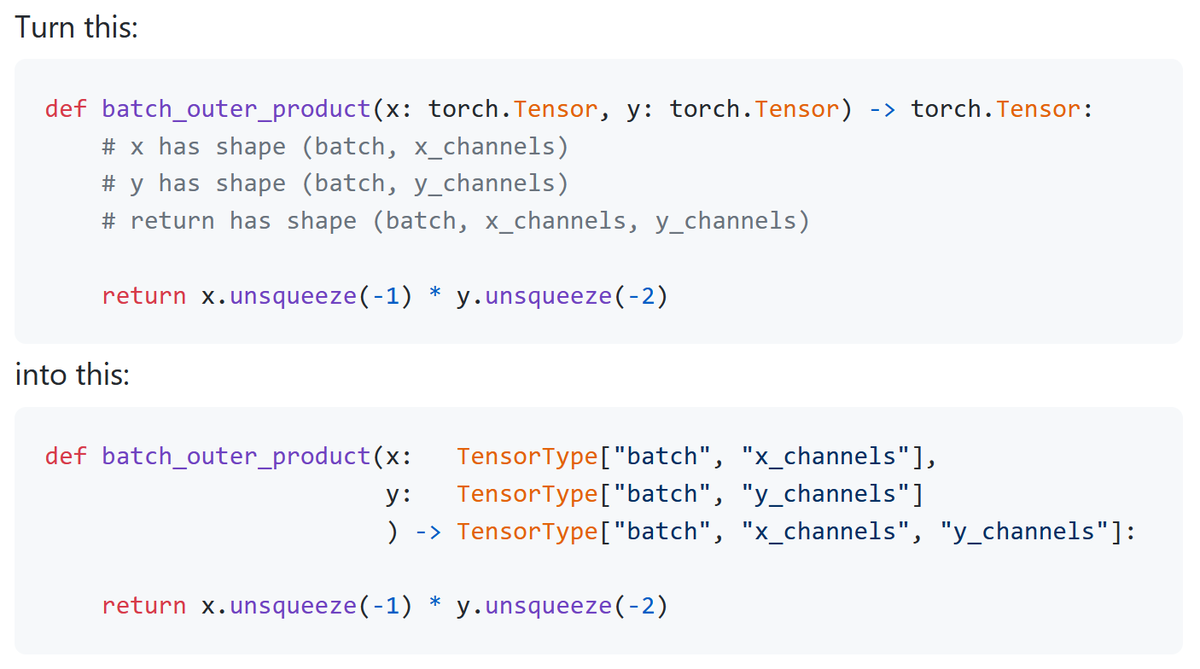 Turn this:
def batch_outer_product(x: torch.Tensor, y: torch.Tensor) -> torch.Tensor:
    # x has shape (batch, x_channels)
    # y has shape (batch, y_channels)
    # return has shape (batch, x_channels, y_channels)
    return x.unsqueeze(-1) * y.unsqueeze(-2)
into this:
def batch_outer_product(x:   TensorType["batch", "x_channels"],
                        y:   TensorType["batch", "y_channels"]
                        ) -> TensorType["batch", "x_channels", "y_channels"]:
    return x.unsqueeze(-1) * y.unsqueeze(-2)